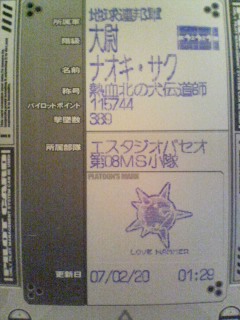 所属軍 地球連邦軍
階級 大尉
名前 ナオキ・サク
称号 熱血北の犬伝道師
パイロットポイント 115744
撃墜数 389
所属部隊 エスタジオパセオ
第08MS小隊
PLATOON'S MARK
LOVE HAMMER
更新日 07/02/20 01:29
PILOT CARD